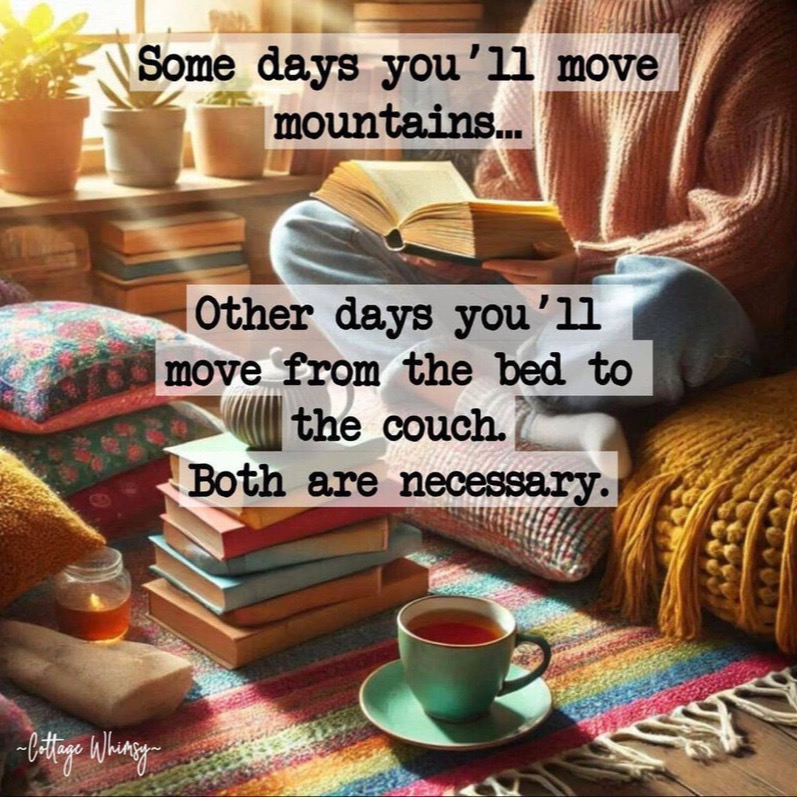 Some days you'll move
mountains...
Other days you'll
move from the bed to
the couch.
Both are necessary.
~Cottage Whimsy~